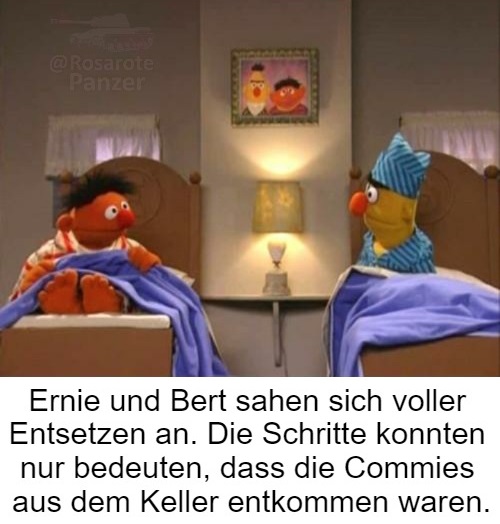 @Rosarote
Panzer
Ernie und Bert sahen sich voller
Entsetzen an. Die Schritte konnten
nur bedeuten, dass die Commies
aus dem Keller entkommen waren.